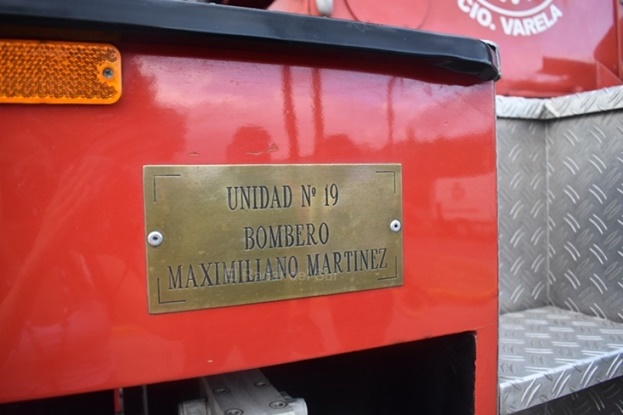 CIO. VARELA
UNIDAD Nº 19
BOMBERO
MAXIMILIANO MARTINEZ